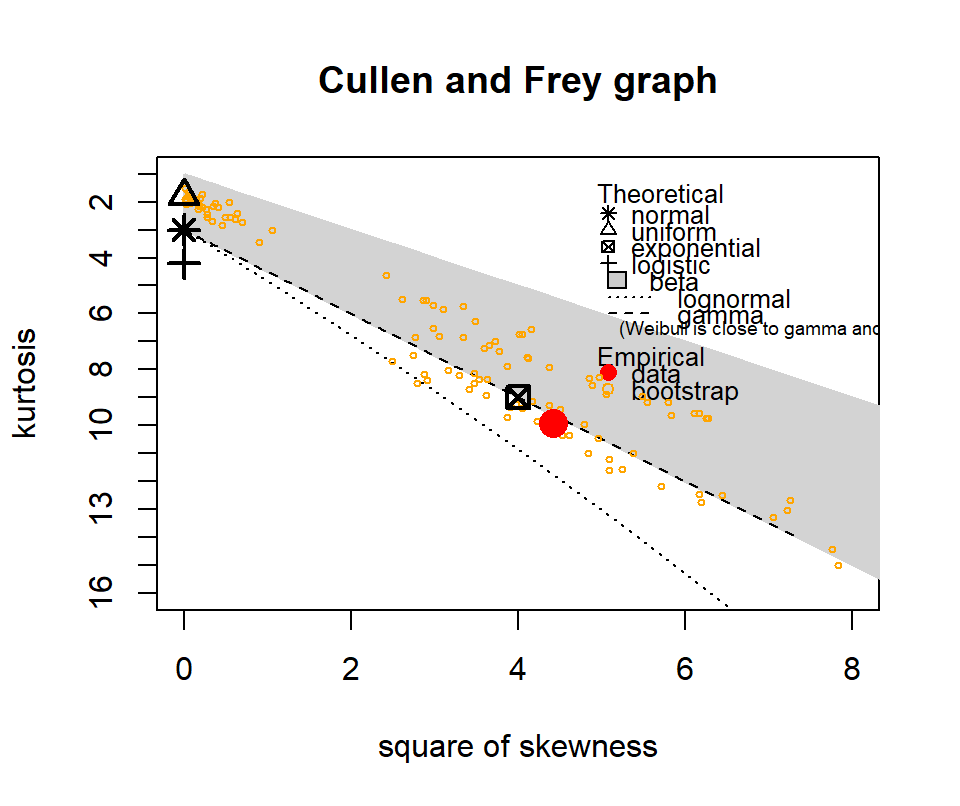 Cullen and Frey graph
kurtosis
2
4
6
8
10
13
16
0
2
4
6
8
square of skewness
Theoretical
normal
uniform
exponential
logistic
beta
lognormal
gamma
(Weibull is close to gamma and
Empirical
data
bootstrap